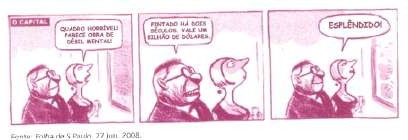 O CAPITAL
QUADRO HORRÍVEL!
PARECE OBRA DE
DÉBIL MENTAL!
PINTADO HÁ DOIS
SÉCULOS. VALE UM
BILHÃO DE DÓLARES.
ESPLÊNDIDO!
Fonte: Folha de S.Paulo, 27 jun. 2008.